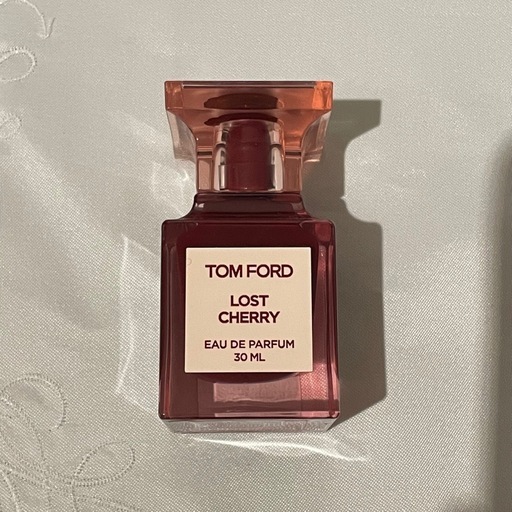 TOM FORD
LOST
CHERRY
EAU DE PARFUM
30 ML